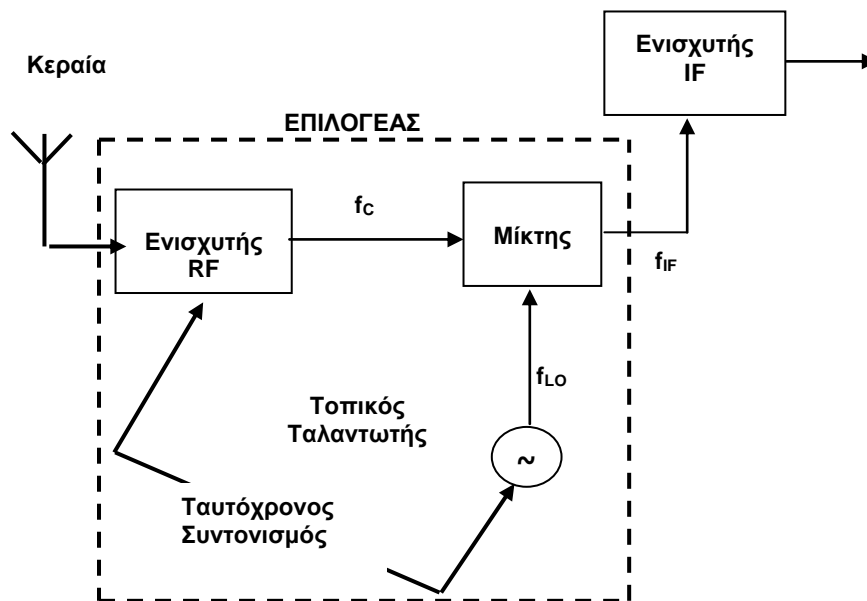 Ενισχυτής
IF
Κεραία
ΕΠΙΛΟΓΕΑΣ
Ενισχυτής
RF
fC
Μίκτης
fIF
fLO
Τοπικός
Ταλαντωτής
~
Ταυτόχρονος
Συντονισμός